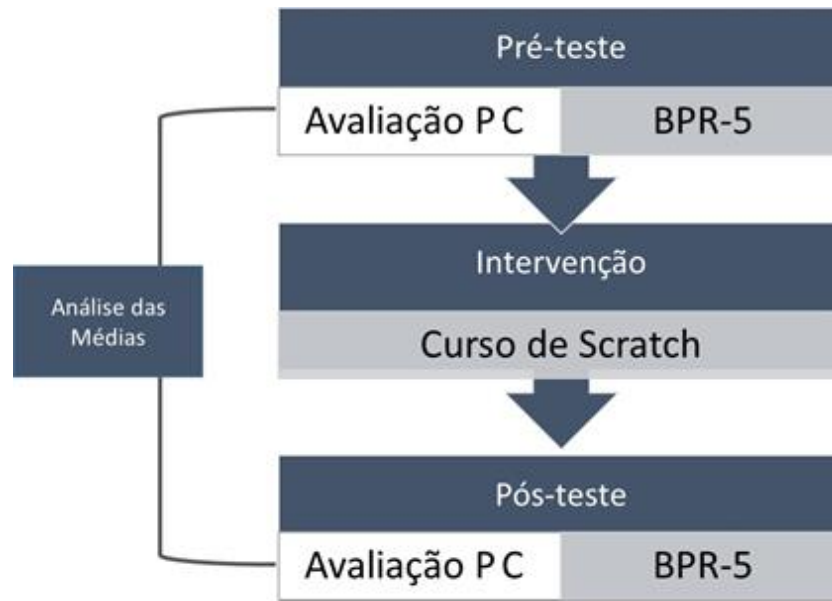 Pré-teste
Avaliação PC
BPR-5
Intervenção
Curso de Scratch
Análise das
Médias
Pós-teste
Avaliação PC
BPR-5